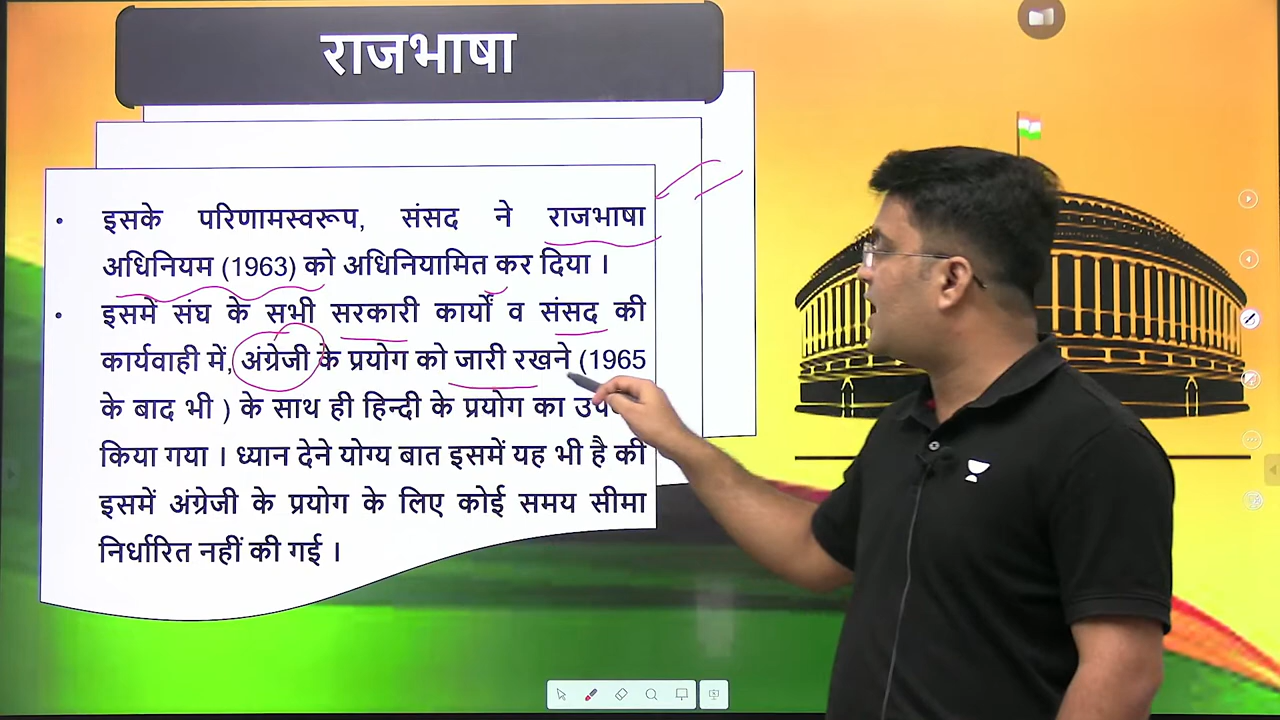 राजभाषा
• इसके परिणामस्वरूप, संसद ने राजभाषा
अधिनियम (1963) को अधिनियामित कर दिया ।
• इसमें संघ के सभी सरकारी कार्यों व संसद की
कार्यवाही में, अंग्रेजी के प्रयोग को जारी रखने (1965
के बाद भी ) के साथ ही हिन्दी के प्रयोग का
किया गया । ध्यान देने योग्य बात इसमें यह भी है की
इसमें अंग्रेजी के प्रयोग के लिए कोई समय सीमा
निर्धारित नहीं की गई ।